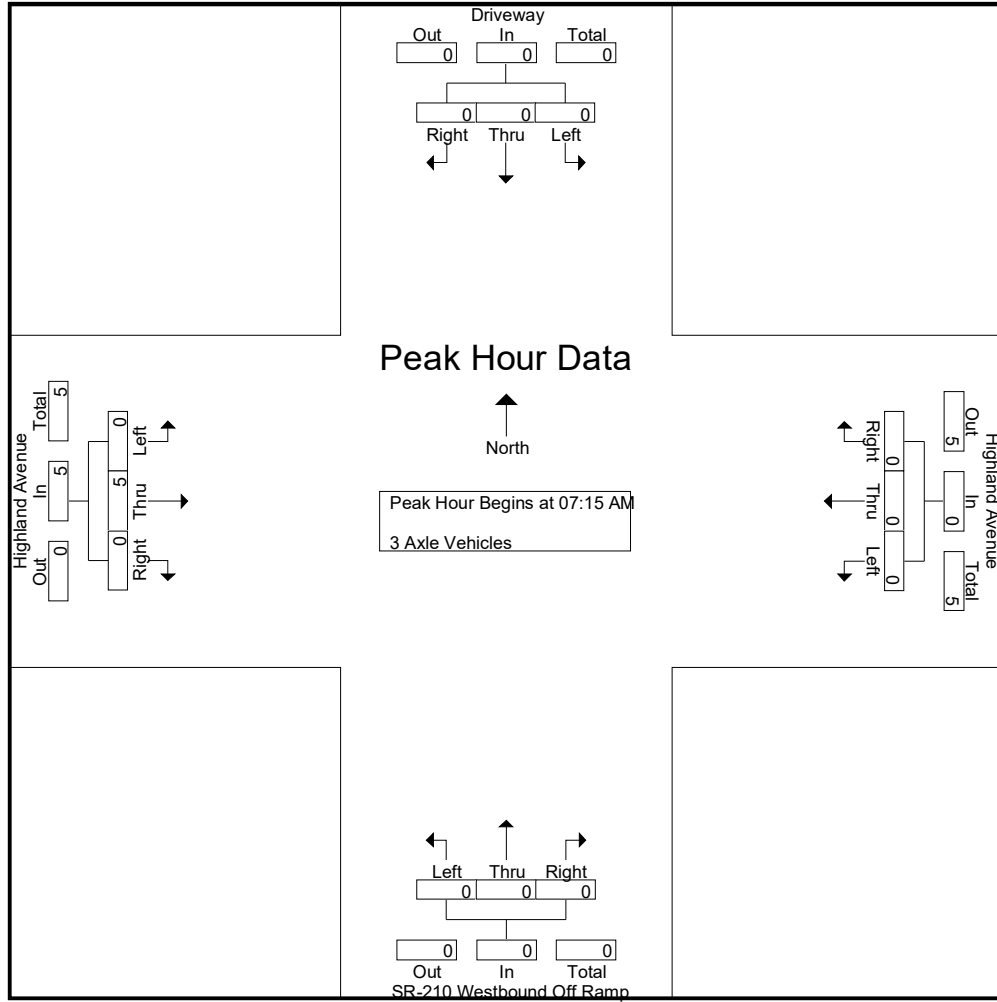 Driveway
Out In Total
0 0 0
0 0 0
Right Thru Left
Peak Hour Data
North
Peak Hour Begins at 07:15 AM
3 Axle Vehicles
Highland Avenue
Out In Total
0 5 5
0 5 0
Right Thru Left
Highland Avenue
Out In Total
5 0 5
0 0 0
Right Thru Left
Left Thru Right
0 0 0
0 0 0
Out In Total
SR-210 Westbound Off Ramp